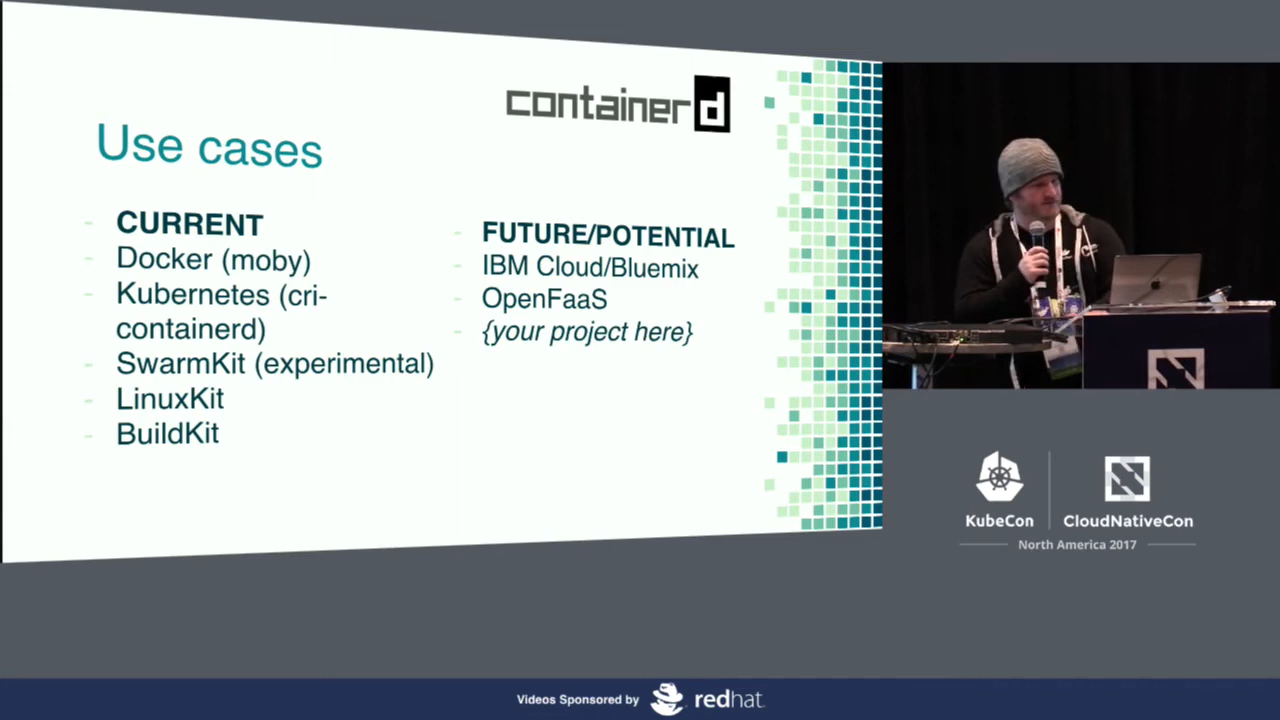 containerd
Use cases
- CURRENT
- Docker (moby)
- Kubernetes (cri-
containerd)
- SwarmKit (experimental)
- LinuxKit
- BuildKit
- FUTURE/POTENTIAL
- IBM Cloud/Bluemix
- OpenFaaS
- {your project here}
KubeCon
CloudNativeCon
North America 2017
Videos Sponsored by
redhat.